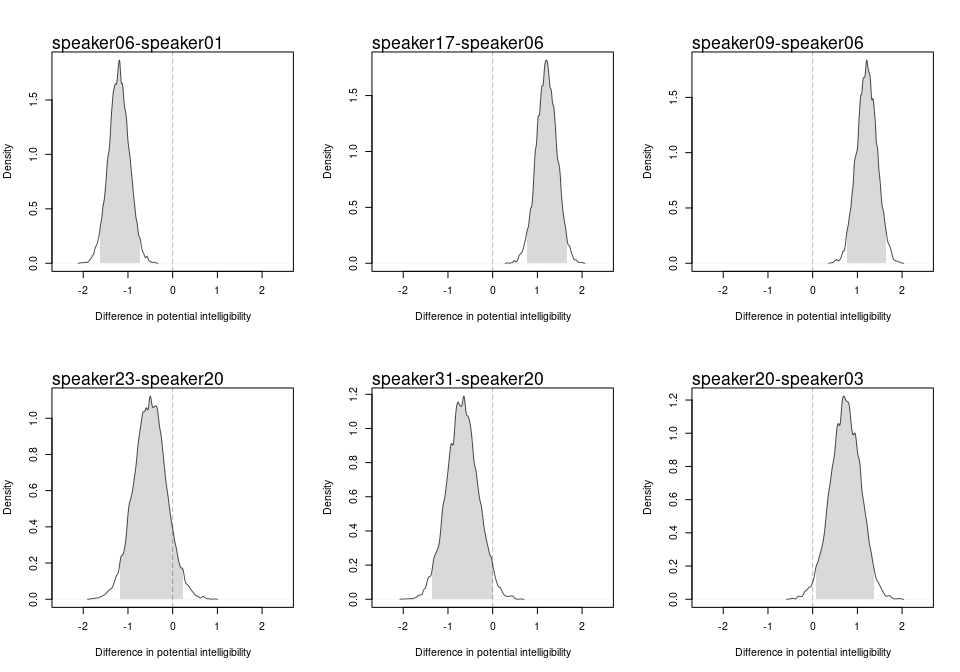 speaker06-speaker01
Density
0.0 0.5 1.0 1.5
-2 -1 0 1 2
Difference in potential intelligibility
speaker17-speaker06
Density
0.0 0.5 1.0 1.5
-2 -1 0 1 2
Difference in potential intelligibility
speaker09-speaker06
Density
0.0 0.5 1.0 1.5
-2 -1 0 1 2
Difference in potential intelligibility
speaker23-speaker20
Density
0.0 0.2 0.4 0.6 0.8 1.0
-2 -1 0 1 2
Difference in potential intelligibility
speaker31-speaker20
Density
0.0 0.2 0.4 0.6 0.8 1.0 1.2
-2 -1 0 1 2
Difference in potential intelligibility
speaker20-speaker03
Density
0.0 0.2 0.4 0.6 0.8 1.0 1.2
-2 -1 0 1 2
Difference in potential intelligibility